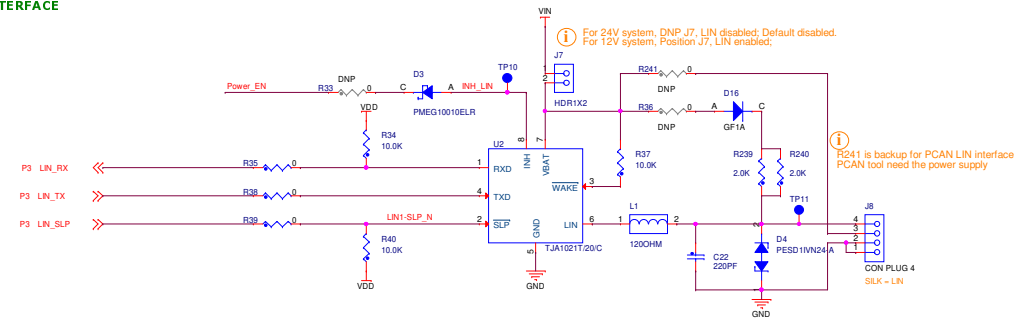 TERFACE
VIN
i
For 24V system, DNP J7, LIN disabled; Default disabled.
For 12V system, Position J7, LIN enabled;
J7
1
2
HDR1X2
TP10
D3
C
A
INH_LIN
PMEG10010ELR
Power_EN
R33
DNP
0
VDD
R34
10.0K
R241
0
DNP
R36
0
DNP
D16
A
C
GF1A
i
R241 is backup for PCAN LIN interface
PCAN tool need the power supply
R37
10.0K
R239
2.0K
R240
2.0K
U2
8
7
INH
VBAT
P3 LIN_RX
R35
0
1
RXD
P3 LIN_TX
R38
0
4
TXD
WAKE
3
P3 LIN_SLP
R39
0
LIN1-SLP_N
2
SLP
GND
LIN
6
5
TJA1021T/20/C
GND
R40
10.0K
VDD
L1
1
2
120OHM
C22
220PF
TP11
2
D4
PESD1IVN24-A
1
GND
J8
4
3
2
1
CON PLUG 4
SILK = LIN